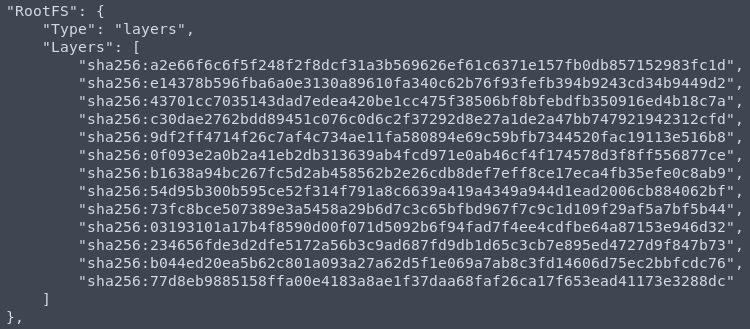 "RootFS": {
    "Type": "layers",
    "Layers": [
        "sha256:a2e66f6c6f5f248f2f8dcf31a3b569626ef61c6371e157fb0db857152983fc1d",
        "sha256:e14378b596fba6a0e3130a89610fa340c62b76f93fefb394b9243cd34b9449d2",
        "sha256:43701cc7035143dad7edea420be1cc475f38506bf8bfebdfb350916ed4b18c7a",
        "sha256:c30dae2762bdd89451c076c0d6c2f37292d8e27a1de2a47bb747921942312cfd",
        "sha256:9df2ff4714f26c7af4c734ae11fa580894e69c59bfb7344520fac19113e516b8",
        "sha256:0f093e2a0b2a41eb2db313639ab4fcd971e0ab46cf4f174578d3f8ff556877ce",
        "sha256:b1638a94bc267fc5d2ab458562b2e26cdb8def7eff8ce17eca4fb35efe0c8ab9",
        "sha256:54d95b300b595ce52f314f791a8c6639a419a4349a944d1ead2006cb884062bf",
        "sha256:73fc8bce507389e3a5458a29b6d7c3c65bfbd967f7c9c1d109f29af5a7bf5b44",
        "sha256:03193101a17b4f8590d00f071d5092b6f94fad7f4ee4cdfbe64a87153e946d32",
        "sha256:234656fde3d2dfe5172a56b3c9ad687fd9db1d65c3cb7e895ed4727d9f847b73",
        "sha256:b044ed20ea5b62c801a093a27a62d5f1e069a7ab8c3fd14606d75ec2bbfcdc76",
        "sha256:77d8eb9885158ffa00e4183a8ae1f37daa68faf26ca17f653ead41173e3288dc"
    ]
},